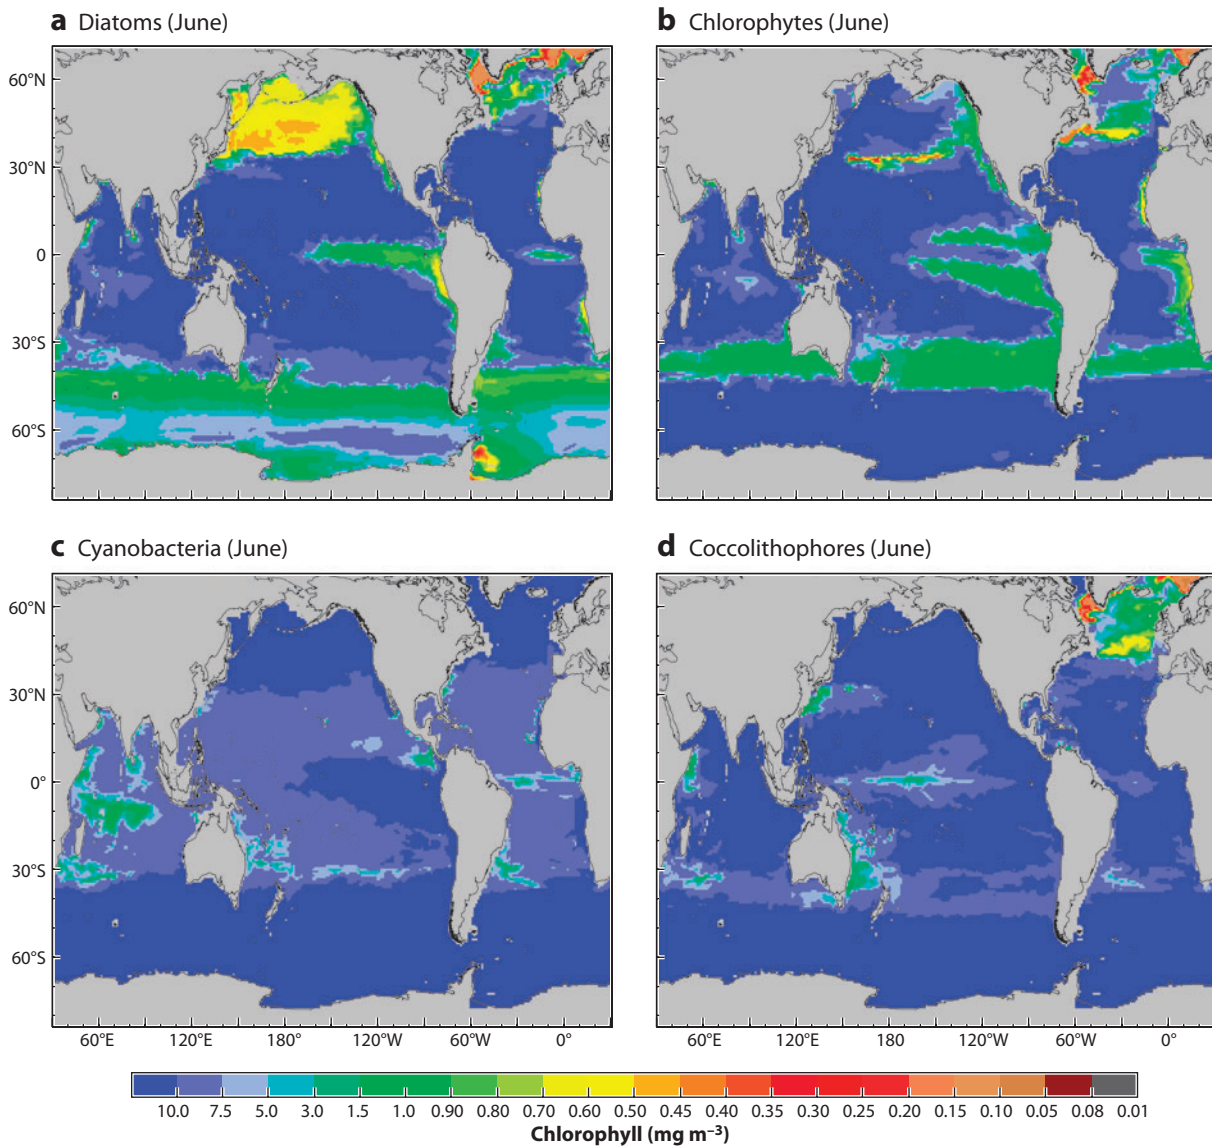 a Diatoms (June)
b Chlorophytes (June)
60°N
30°N
0
30°S
60°S
c Cyanobacteria (June)
d Coccolithophores (June)
60°N
30°N
0°
30°S
60°S
60°E 120°E 180° 120°W 60°W 0° 60°E 120°E 180° 120°W 60°W 0°
10.0 7.5 5.0 3.0 1.5 1.0 0.90 0.80 0.70 0.60 0.50 0.45 0.40 0.35 0.30 0.25 0.20 0.15 0.10 0.05 0.08 0.01
Chlorophyll (mg m⁻³)